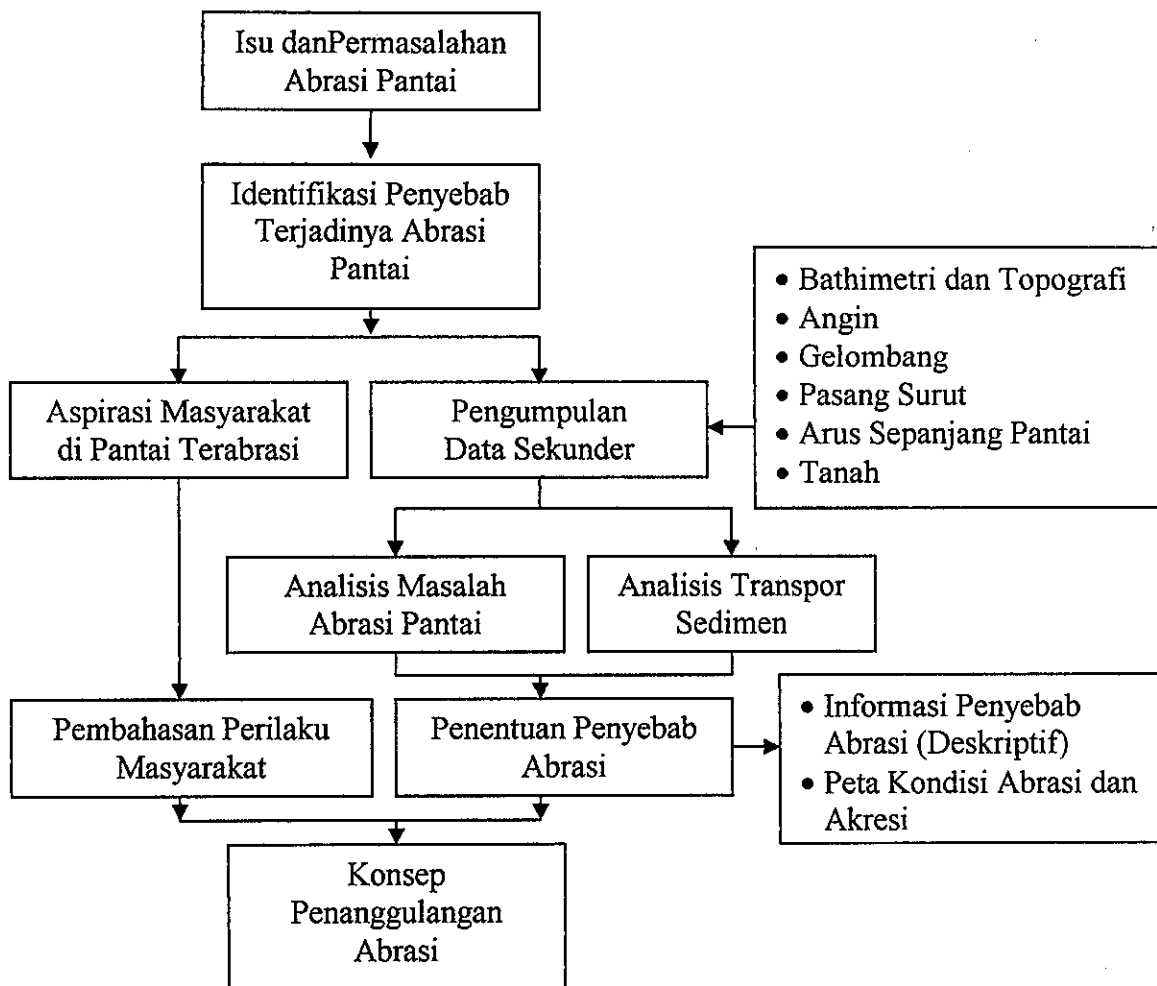 Isu danPermasalahan
Abrasi Pantai
Identifikasi Penyebab
Terjadinya Abrasi
Pantai
• Bathimetri dan Topografi
• Angin
• Gelombang
• Pasang Surut
• Arus Sepanjang Pantai
• Tanah
Aspirasi Masyarakat
di Pantai Terabrasi
Pengumpulan
Data Sekunder
Analisis Masalah
Abrasi Pantai
Analisis Transpor
Sedimen
Pembahasan Perilaku
Masyarakat
Penentuan Penyebab
Abrasi
• Informasi Penyebab
Abrasi (Deskriptif)
• Peta Kondisi Abrasi dan
Akresi
Konsep
Penanggulangan
Abrasi